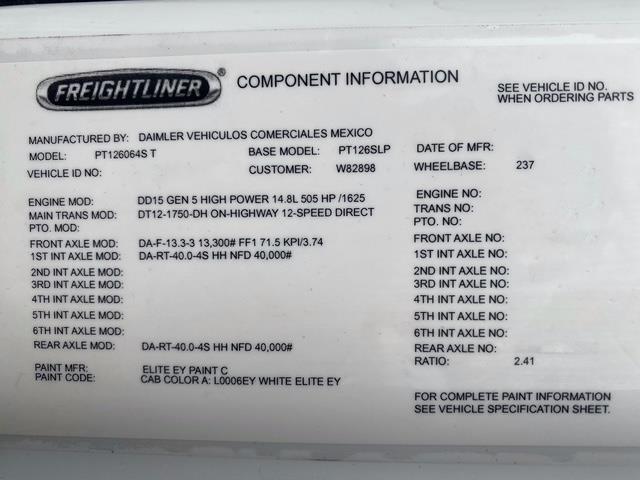 FREIGHTLINER® COMPONENT INFORMATION
SEE VEHICLE ID NO.
WHEN ORDERING PARTS
MANUFACTURED BY: DAIMLER VEHICULOS COMERCIALES MEXICO
MODEL: PT126064S T BASE MODEL: PT126SLP DATE OF MFR:
VEHICLE ID NO: CUSTOMER: W82898 WHEELBASE: 237
ENGINE MOD: DD15 GEN 5 HIGH POWER 14.8L 505 HP /1625 ENGINE NO:
MAIN TRANS MOD: DT12-1750-DH ON-HIGHWAY 12-SPEED DIRECT TRANS NO:
PTO. MOD: PTO. NO:
FRONT AXLE MOD: DA-F-13.3-3 13,300# FF1 71.5 KPI/3.74 FRONT AXLE NO:
1ST INT AXLE MOD: DA-RT-40.0-4S HH NFD 40,000# 1ST INT AXLE NO:
2ND INT AXLE MOD: 2ND INT AXLE NO:
3RD INT AXLE MOD: 3RD INT AXLE NO:
4TH INT AXLE MOD: 4TH INT AXLE NO:
5TH INT AXLE MOD: 5TH INT AXLE NO:
6TH INT AXLE MOD: 6TH INT AXLE NO:
REAR AXLE MOD: DA-RT-40.0-4S HH NFD 40,000# REAR AXLE NO:
RATIO: 2.41
PAINT MFR: ELITE EY PAINT C
PAINT CODE: CAB COLOR A: L0006EY WHITE ELITE EY
FOR COMPLETE PAINT INFORMATION
SEE VEHICLE SPECIFICATION SHEET.